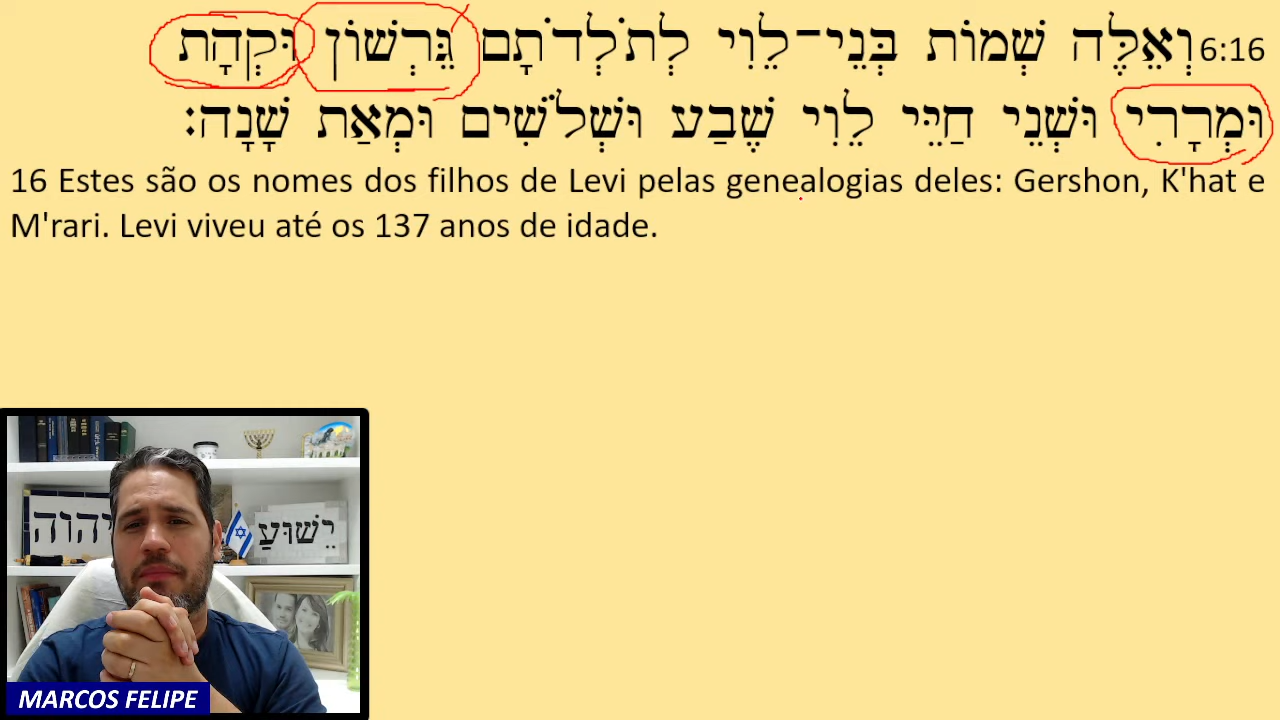 6:16 וְאֵלֶּה שְׁמוֹת בְּנֵי־לֵוִי לְתֹלְדֹתָם גֵּרְשׁוֹן וּקְהָת
וּמְרָרִי וּשְׁנֵי חַיֵּי לֵוִי שֶׁבַע וּשְׁלֹשִׁים וּמְאַת שָׁנָה׃
16 Estes são os nomes dos filhos de Levi pelas genealogias deles: Gershon, K'hat e
M'rari. Levi viveu até os 137 anos de idade.
יהוה
יֵשׁוּעַ
MARCOS FELIPE